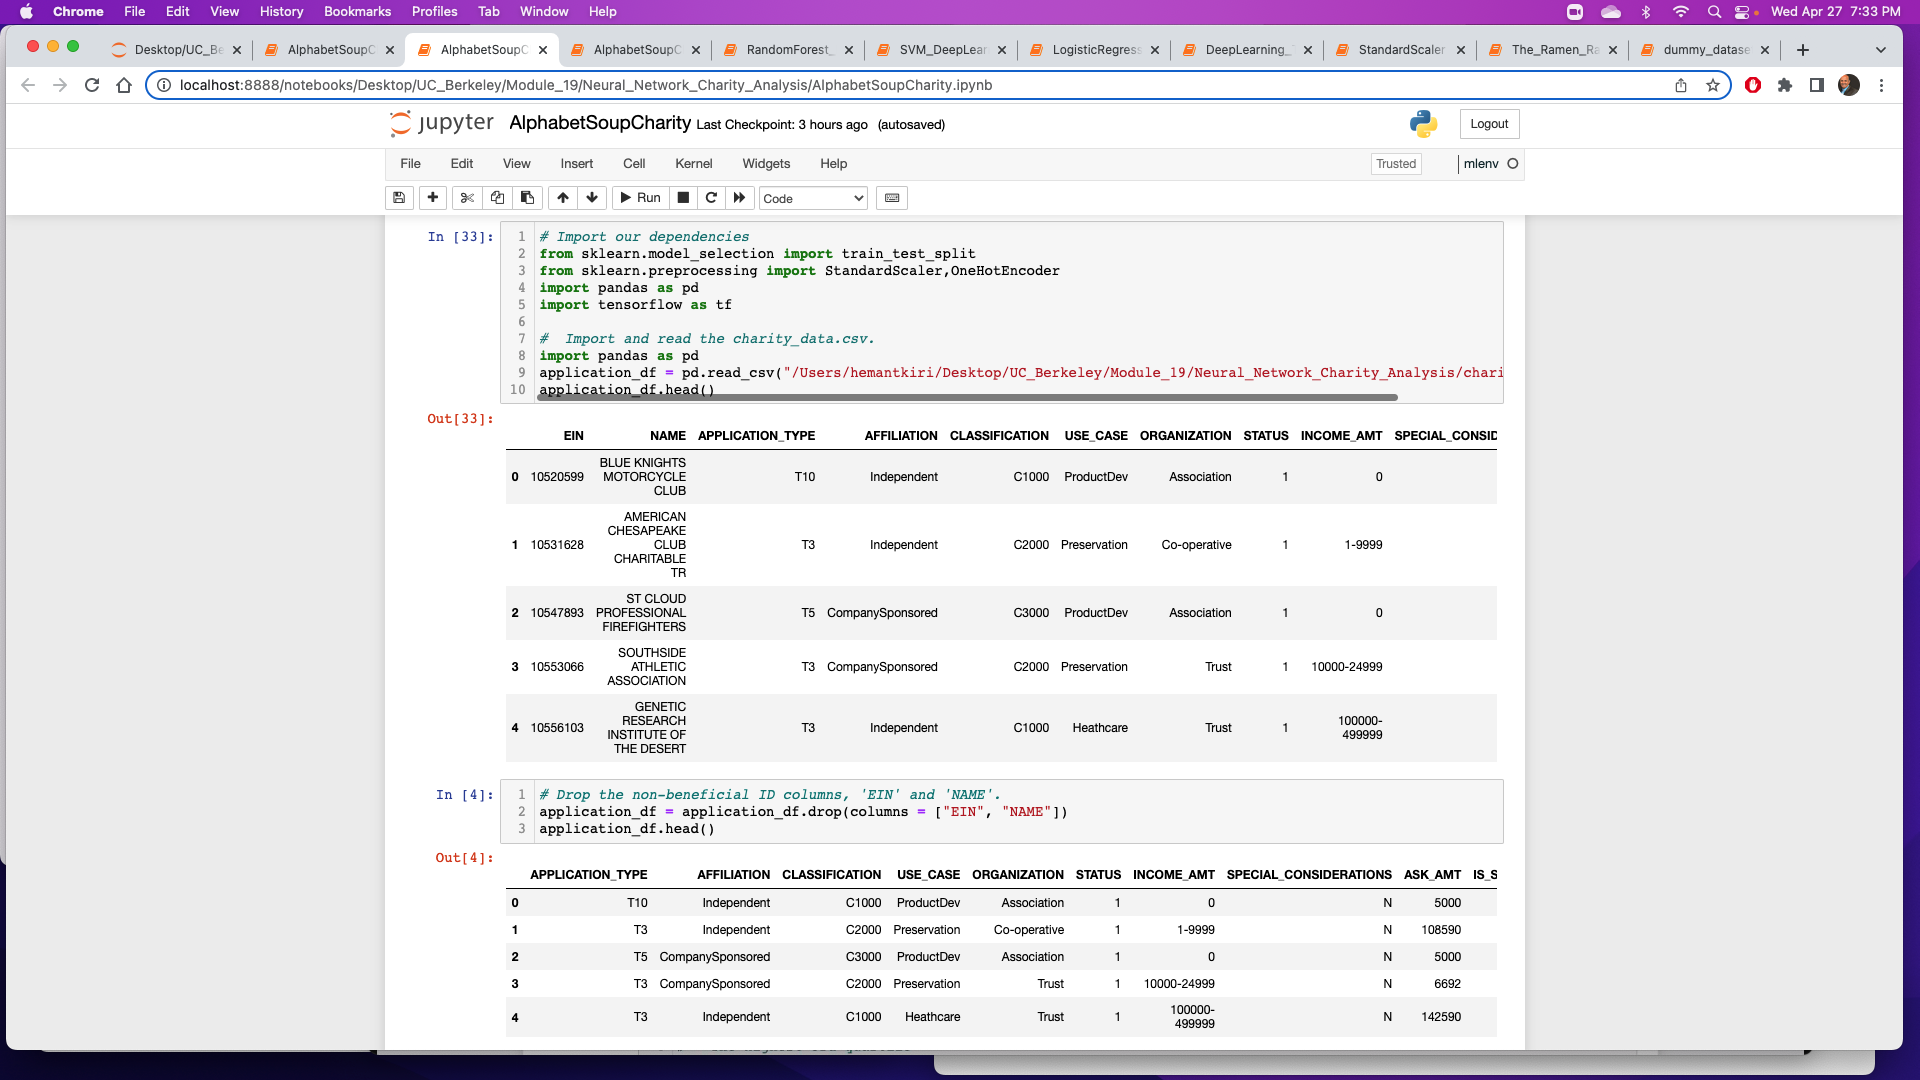 Chrome File Edit View History Bookmarks Profiles Tab Window Help Wed Apr 27 7:33 PM
Desktop/UC_Be AlphabetSoupC AlphabetSoupC AlphabetSoupC RandomForest_ SVM_DeepLear LogisticRegress DeepLearning_ StandardScaler The_Ramen_Ra dummy_datase
localhost:8888/notebooks/Desktop/UC_Berkeley/Module_19/Neural_Network_Charity_Analysis/AlphabetSoupCharity.ipynb
jupyter AlphabetSoupCharity Last Checkpoint: 3 hours ago (autosaved) Logout
File Edit View Insert Cell Kernel Widgets Help Trusted mlenv
Run Code
In [33]: 1 # Import our dependencies
2 from sklearn.model_selection import train_test_split
3 from sklearn.preprocessing import StandardScaler,OneHotEncoder
4 import pandas as pd
5 import tensorflow as tf
6
7 #  Import and read the charity_data.csv.
8 import pandas as pd
9 application_df = pd.read_csv("/Users/hemantkiri/Desktop/UC_Berkeley/Module_19/Neural_Network_Charity_Analysis/chari
10 application_df.head()
Out[33]:
EIN NAME APPLICATION_TYPE AFFILIATION CLASSIFICATION USE_CASE ORGANIZATION STATUS INCOME_AMT SPECIAL_CONSID
BLUE KNIGHTS
0 10520599 MOTORCYCLE T10 Independent C1000 ProductDev Association 1 0
CLUB
AMERICAN
CHESAPEAKE
1 10531628 CLUB T3 Independent C2000 Preservation Co-operative 1 1-9999
CHARITABLE
TR
ST CLOUD
2 10547893 PROFESSIONAL T5 CompanySponsored C3000 ProductDev Association 1 0
FIREFIGHTERS
SOUTHSIDE
3 10553066 ATHLETIC T3 CompanySponsored C2000 Preservation Trust 1 10000-24999
ASSOCIATION
GENETIC
RESEARCH 100000-
4 10556103 INSTITUTE OF T3 Independent C1000 Heathcare Trust 1 499999
THE DESERT
In [4]: 1 # Drop the non-beneficial ID columns, 'EIN' and 'NAME'.
2 application_df = application_df.drop(columns = ["EIN", "NAME"])
3 application_df.head()
Out[4]:
APPLICATION_TYPE AFFILIATION CLASSIFICATION USE_CASE ORGANIZATION STATUS INCOME_AMT SPECIAL_CONSIDERATIONS ASK_AMT IS_S
0 T10 Independent C1000 ProductDev Association 1 0 N 5000
1 T3 Independent C2000 Preservation Co-operative 1 1-9999 N 108590
2 T5 CompanySponsored C3000 ProductDev Association 1 0 N 5000
3 T3 CompanySponsored C2000 Preservation Trust 1 10000-24999 N 6692
100000-
4 T3 Independent C1000 Heathcare Trust 1 499999 N 142590